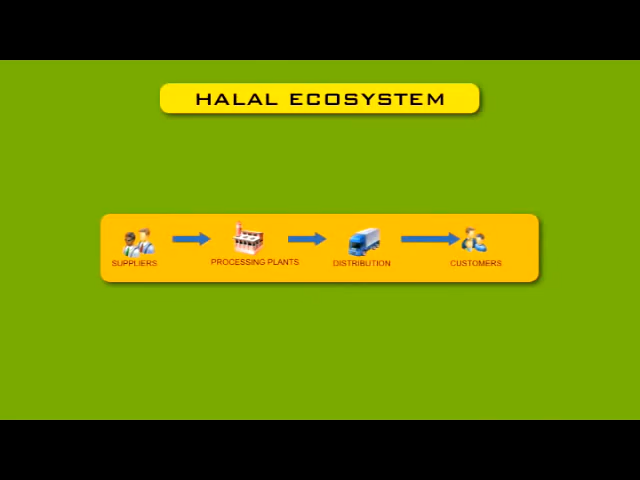 HALAL ECOSYSTEM
SUPPLIERS
PROCESSING PLANTS
DISTRIBUTION
CUSTOMERS